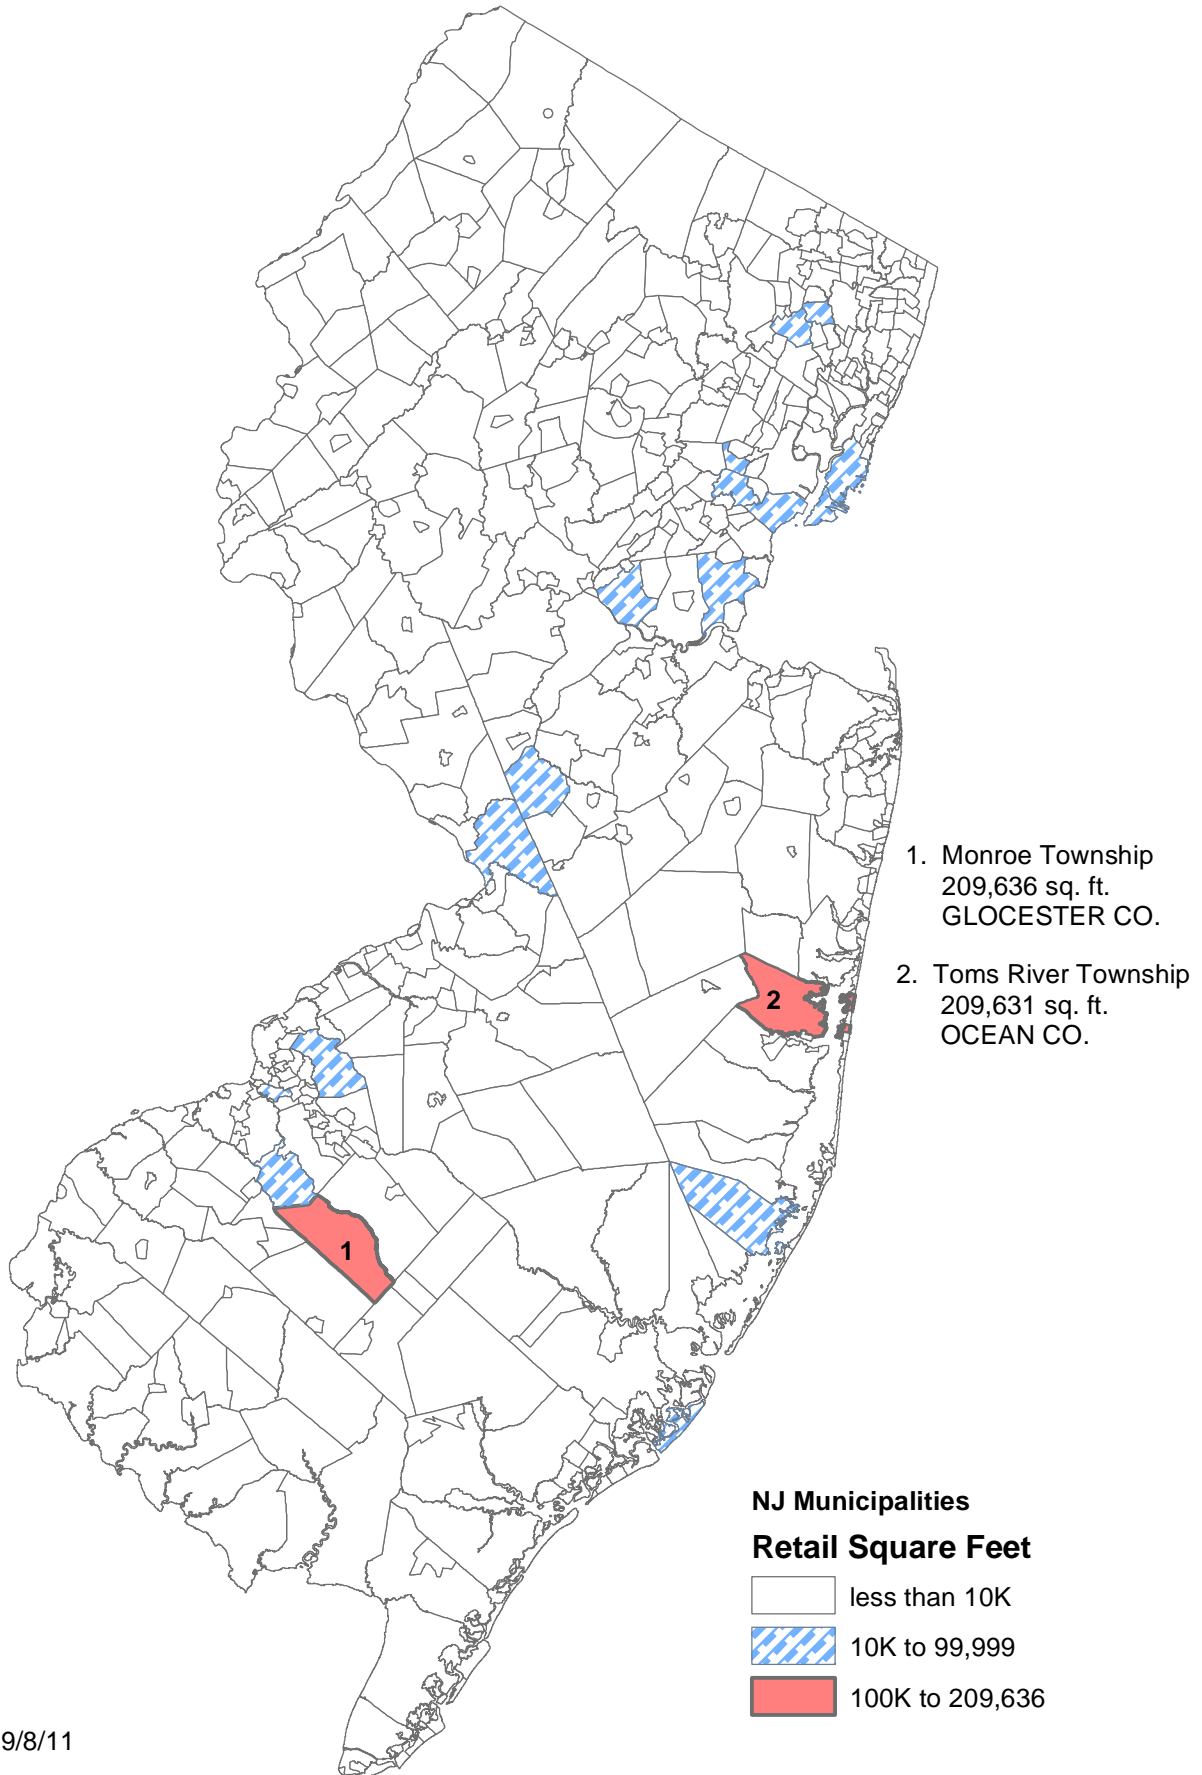 1. Monroe Township
209,636 sq. ft.
GLOCESTER CO.
2. Toms River Township
209,631 sq. ft.
OCEAN CO.
2
1
NJ Municipalities
Retail Square Feet
less than 10K
10K to 99,999
100K to 209,636
9/8/11